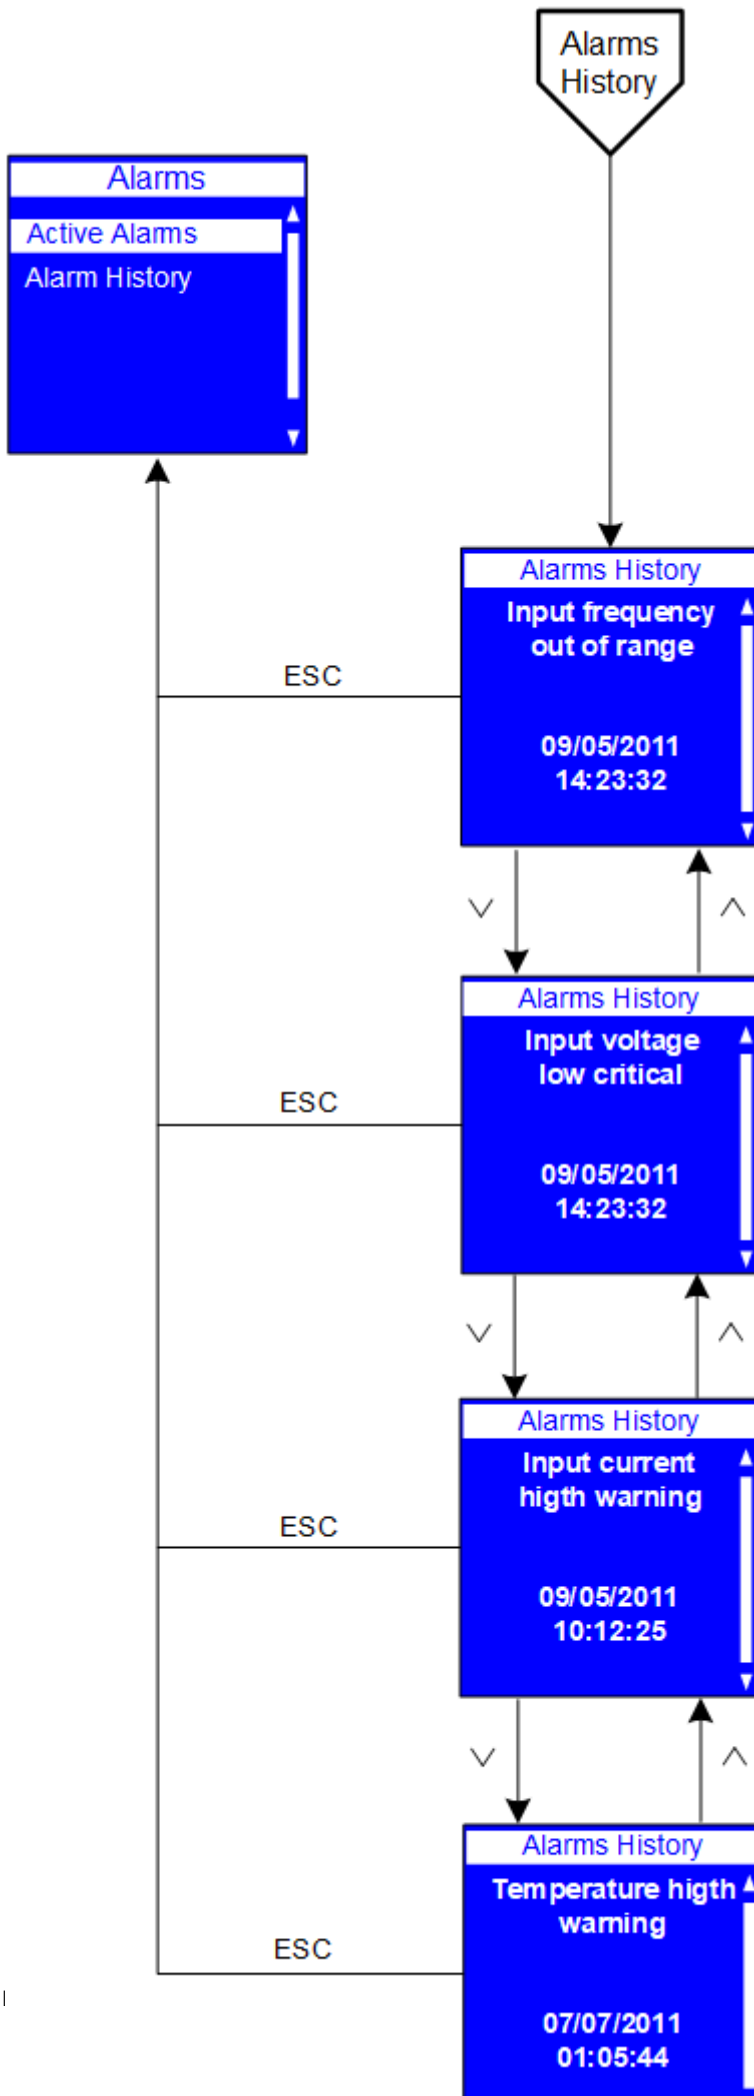 Alarms
History
Alarms
Active Alarms
Alarm History
Alarms History
Input frequency
out of range
09/05/2011
14:23:32
ESC
Alarms History
Input voltage
low critical
09/05/2011
14:23:32
ESC
Alarms History
Input current
higth warning
09/05/2011
10:12:25
ESC
Alarms History
Temperature higth
warning
07/07/2011
01:05:44
ESC